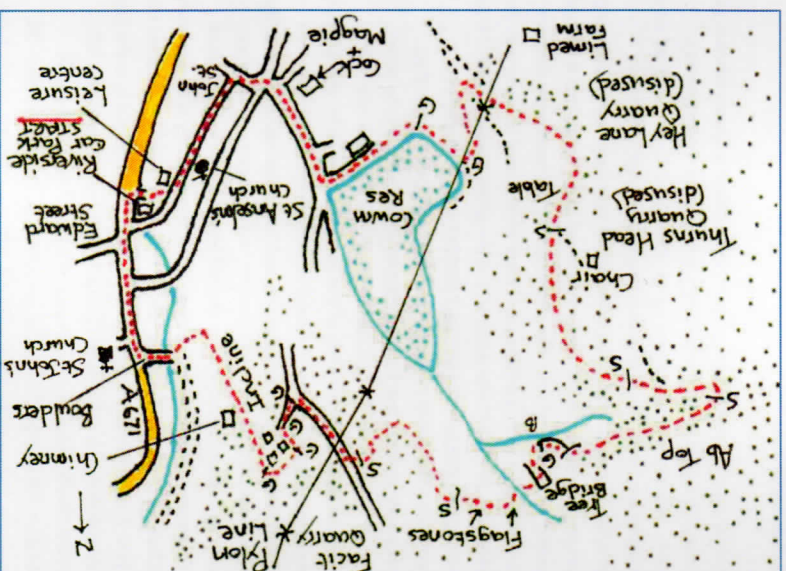 Facit
Quarry
Pylon
Line
N
Flagstones
Tree
Bridge
S
S
G
Chimney
Ab Top
G
B
G
G
Boulders
Incline
A671
S
S
St John's
Church
Chair
Thurns Head
Quarry
(disused)
S
Table
Edward
Street
Cowm
Res
St Anselm's
Church
Riverside
Car Park
START
Leisure
Centre
Hey Lane
Quarry
(disused)
G
G
John
St.
Cock
+
Magpie
Limed
Farm